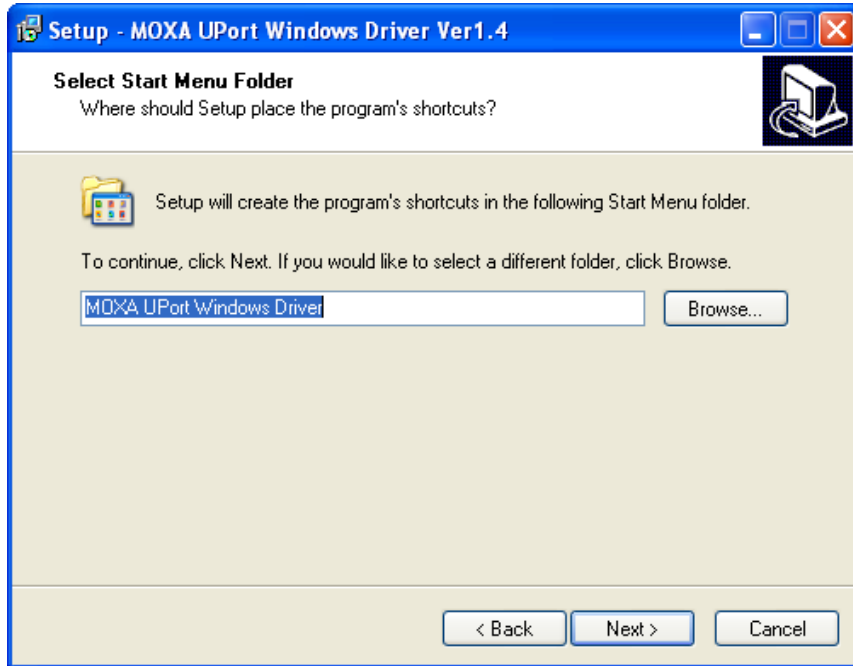 Setup - MOXA UPort Windows Driver Ver1.4
Select Start Menu Folder
Where should Setup place the program's shortcuts?
Setup will create the program's shortcuts in the following Start Menu folder.
To continue, click Next. If you would like to select a different folder, click Browse.
MOXA UPort Windows Driver
Browse...
< Back
Next >
Cancel